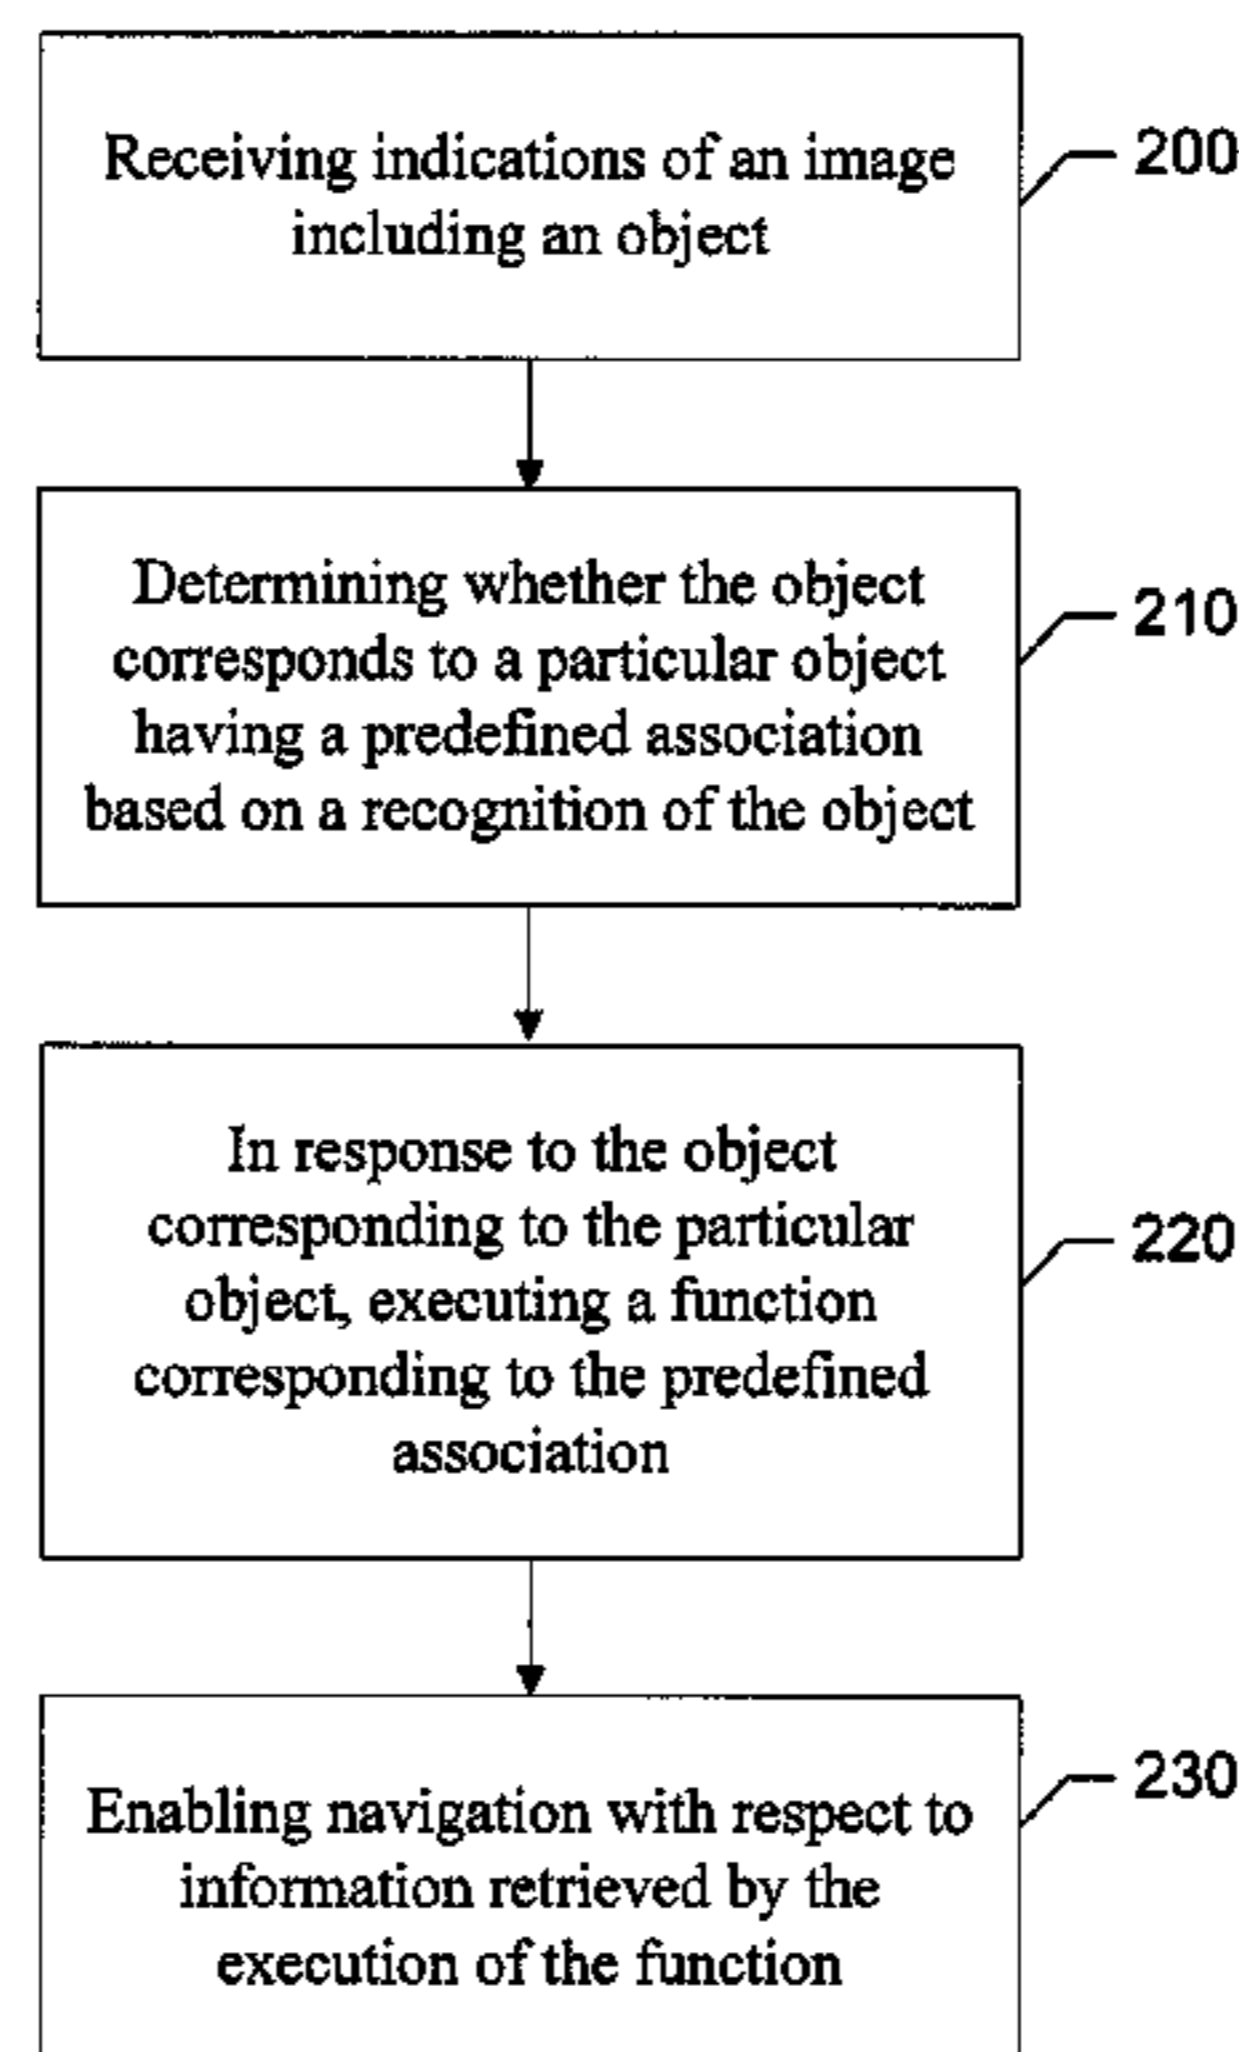 Receiving indications of an image
including an object
200
Determining whether the object
corresponds to a particular object
having a predefined association
based on a recognition of the object
210
In response to the object
corresponding to the particular
object, executing a function
corresponding to the predefined
association
220
Enabling navigation with respect to
information retrieved by the
execution of the function
230